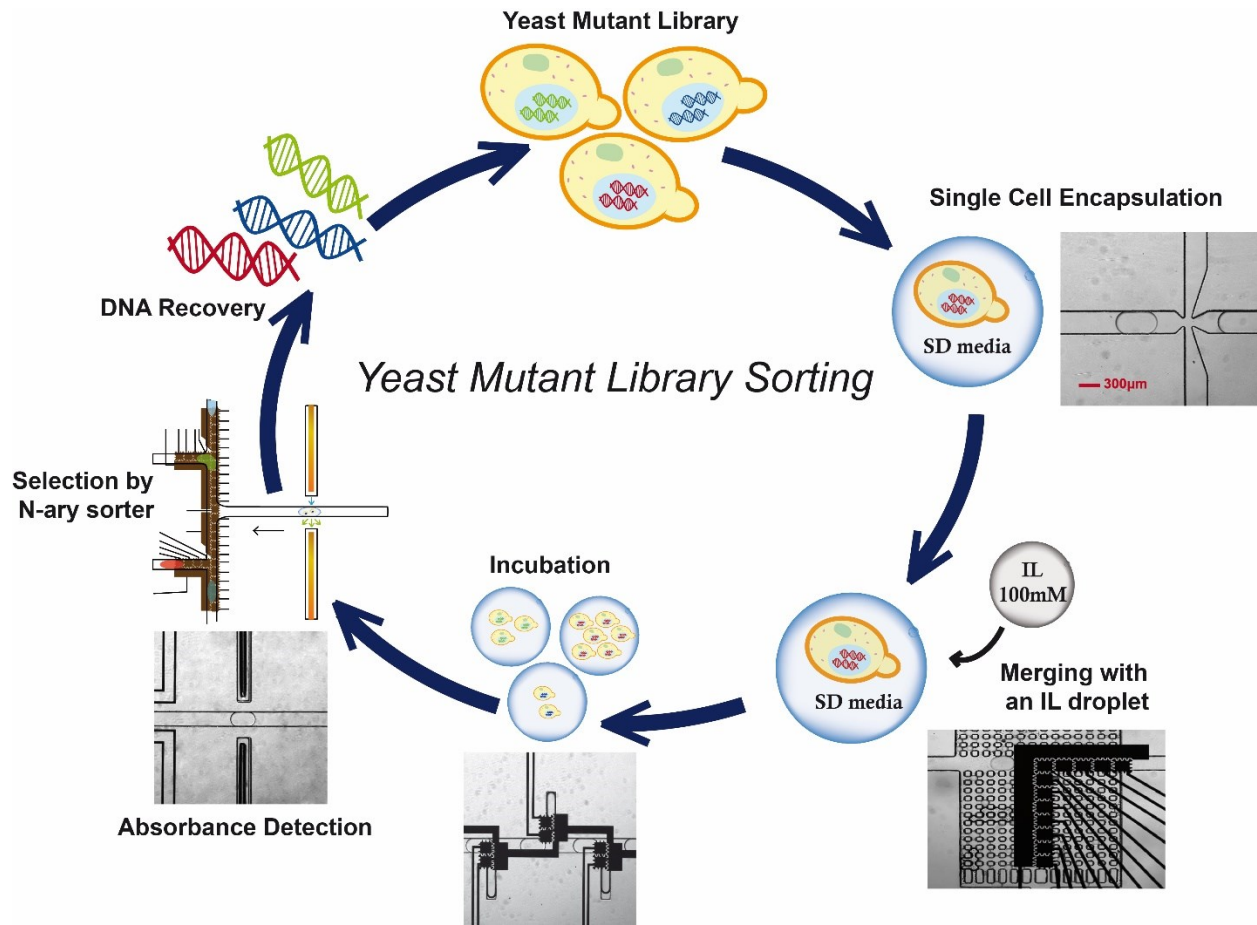 Yeast Mutant Library
Single Cell Encapsulation
SD media
300µm
DNA Recovery
Yeast Mutant Library Sorting
Selection by
N-ary sorter
Incubation
IL
100mM
SD media
Merging with
an IL droplet
Absorbance Detection